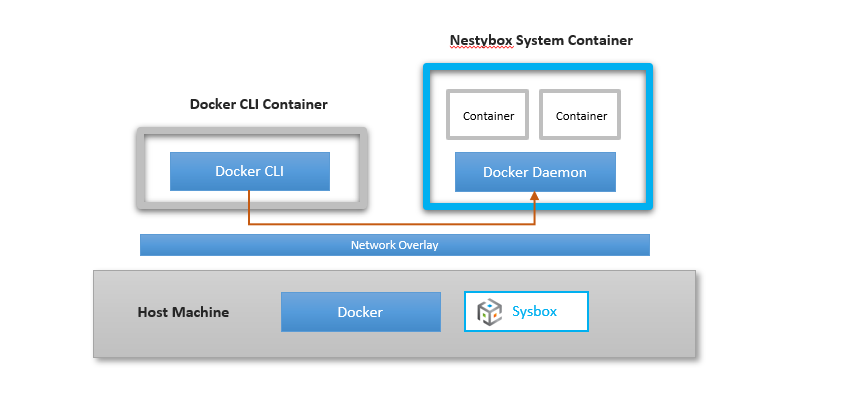 Nestybox System Container
Docker CLI Container
Container
Container
Docker CLI
Docker Daemon
Network Overlay
Host Machine
Docker
Sysbox